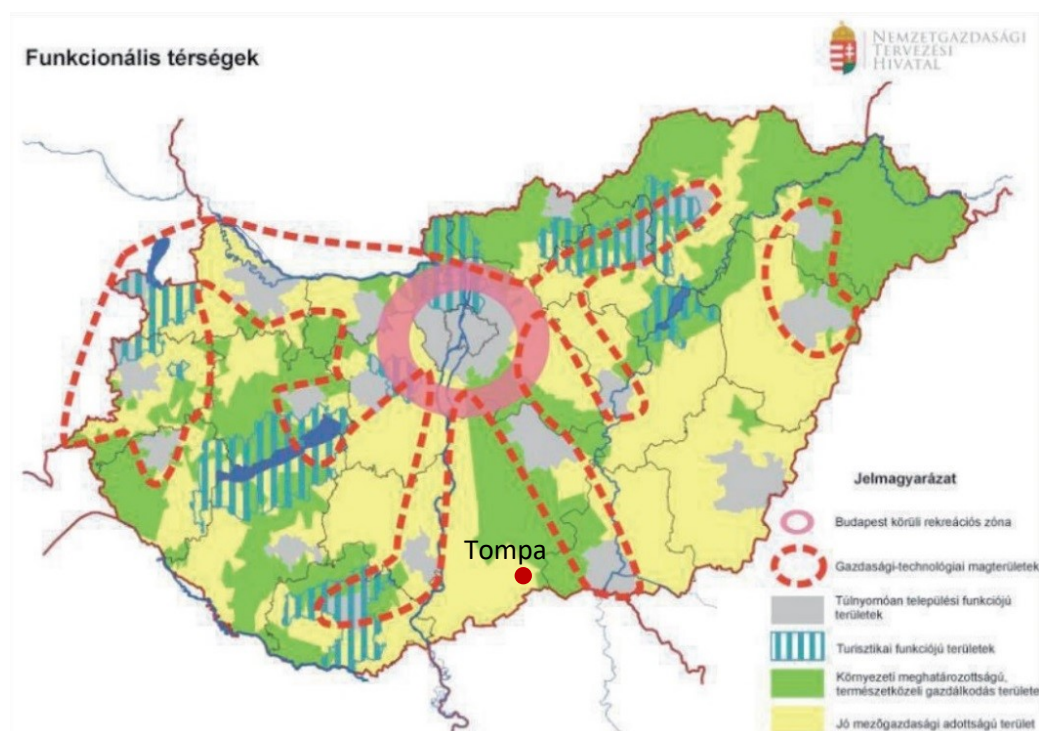 Funkcionális térségek
NEMZETGAZDASÁGI
TERVEZÉSI
HIVATAL
Tompa
Jelmagyarázat
Budapest körüli rekreációs zóna
Gazdasági-technológiai magterületek
Túlnyomóan települési funkciójú
területek
Turisztikai funkciójú területek
Környezeti meghatározottságú,
természetközeli gazdálkodás területe
Jó mezőgazdasági adottságú terület